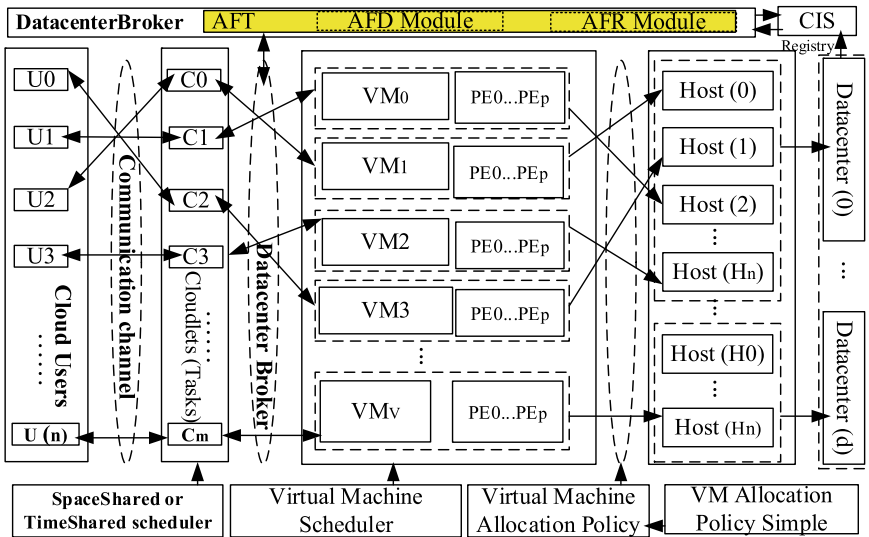 DatacenterBroker AFT AFD Module AFR Module CIS
Registry
U0
U1
U2
U3
Cloud Users
.......
U (n)
Communication channel
C0
C1
C2
C3
Cloudlets (Tasks)
......
Cm
Datacenter Broker
VM0 PE0...PEp
VM1 PE0...PEp
VM2 PE0...PEp
VM3 PE0...PEp
...
VMV PE0...PEp
Host (0)
Host (1)
Host (2)
...
Host (Hn)
...
Host (H0)
...
Host (Hn)
Datacenter (0)
...
Datacenter (d)
SpaceShared or
TimeShared scheduler
Virtual Machine
Scheduler
Virtual Machine
Allocation Policy
VM Allocation
Policy Simple